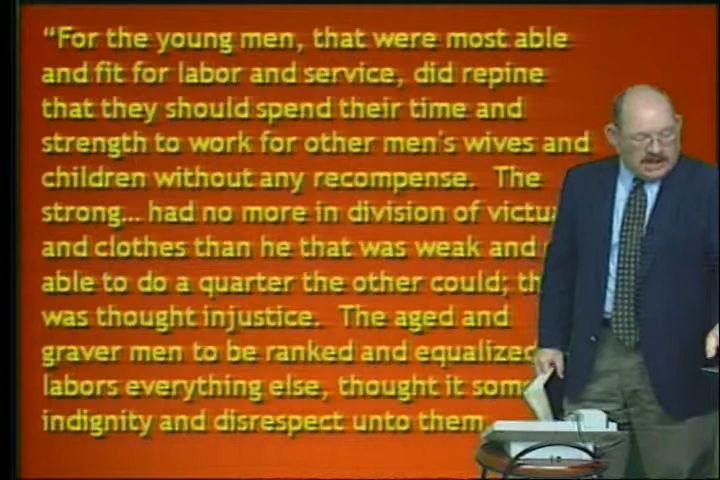 “For the young men, that were most able
and fit for labor and service, did repine
that they should spend their time and
strength to work for other men's wives and
children without any recompense. The
strong... had no more in division of
and clothes than he that was weak and
able to do a quarter the other could;
was thought injustice. The aged and
graver men to be ranked and equalized
labors everything else, thought it
indignity and disrespect unto them